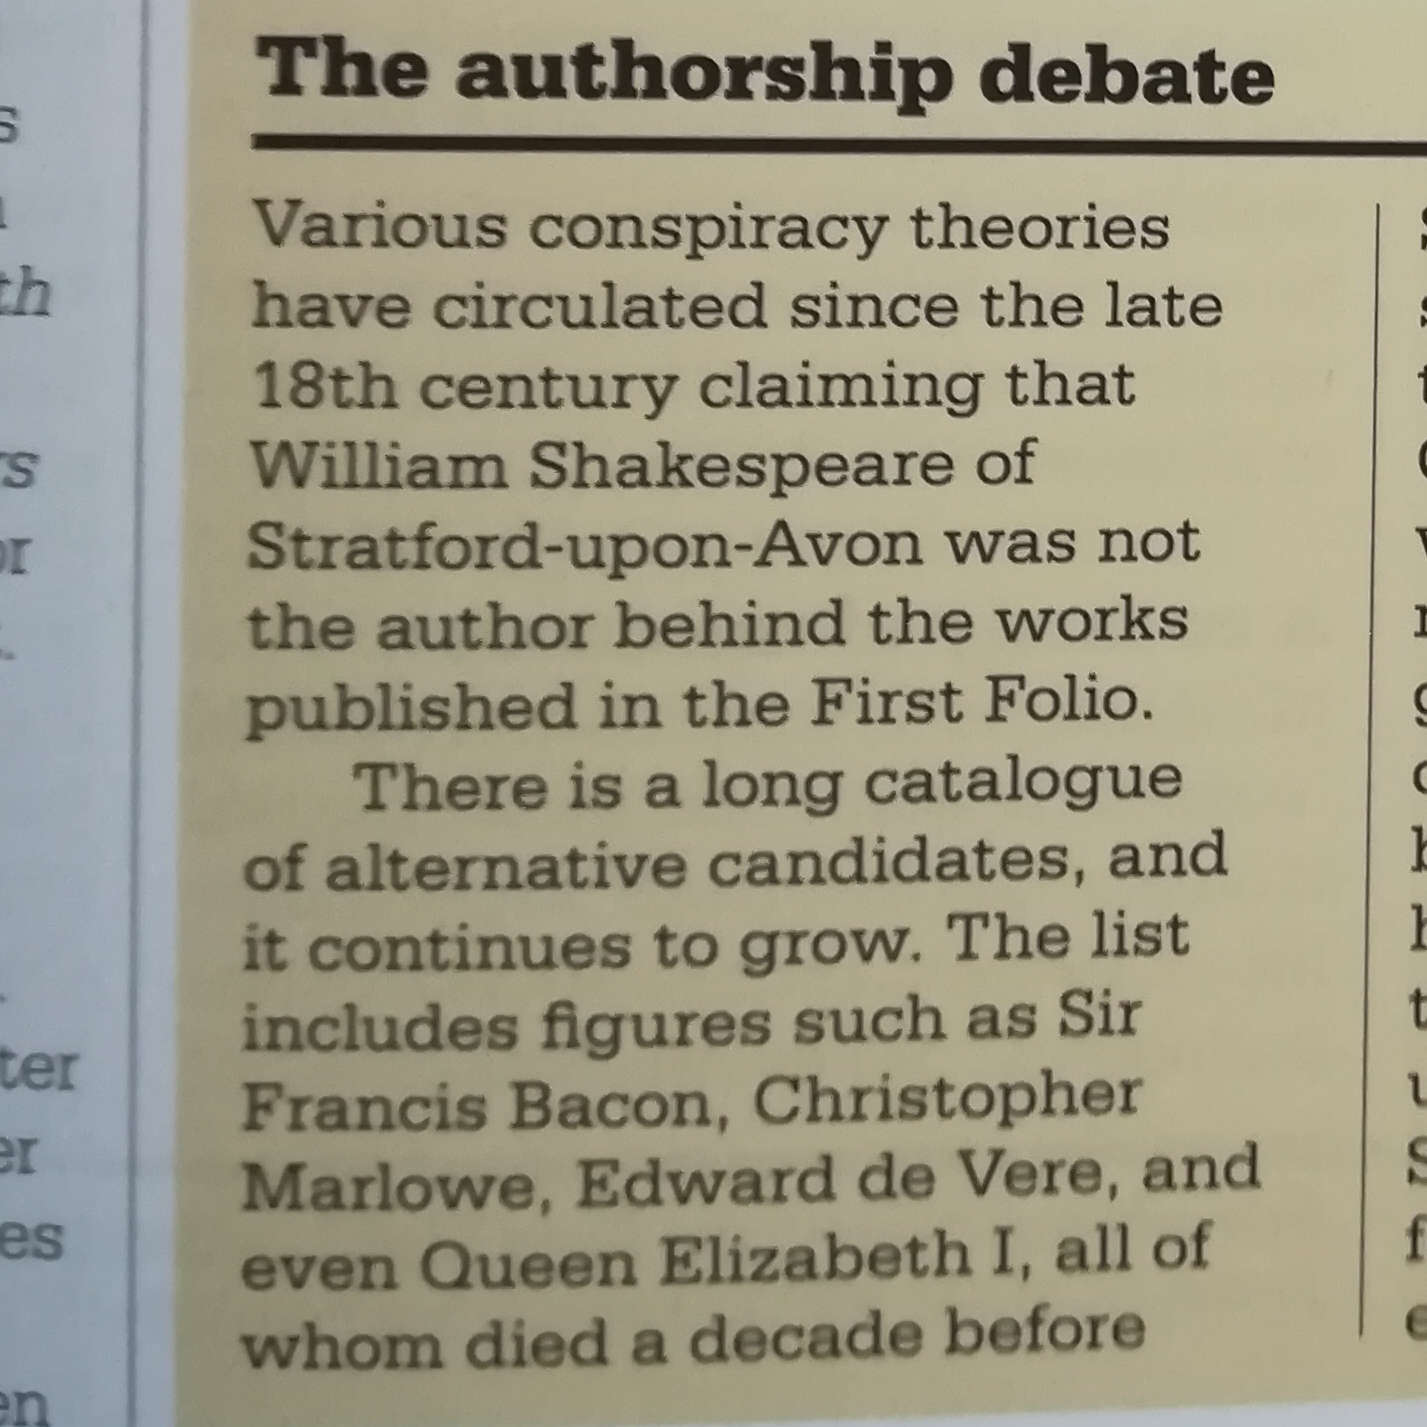 The authorship debate
Various conspiracy theories
have circulated since the late
18th century claiming that
William Shakespeare of
Stratford-upon-Avon was not
the author behind the works
published in the First Folio.
There is a long catalogue
of alternative candidates, and
it continues to grow. The list
includes figures such as Sir
Francis Bacon, Christopher
Marlowe, Edward de Vere, and
even Queen Elizabeth I, all of
whom died a decade before